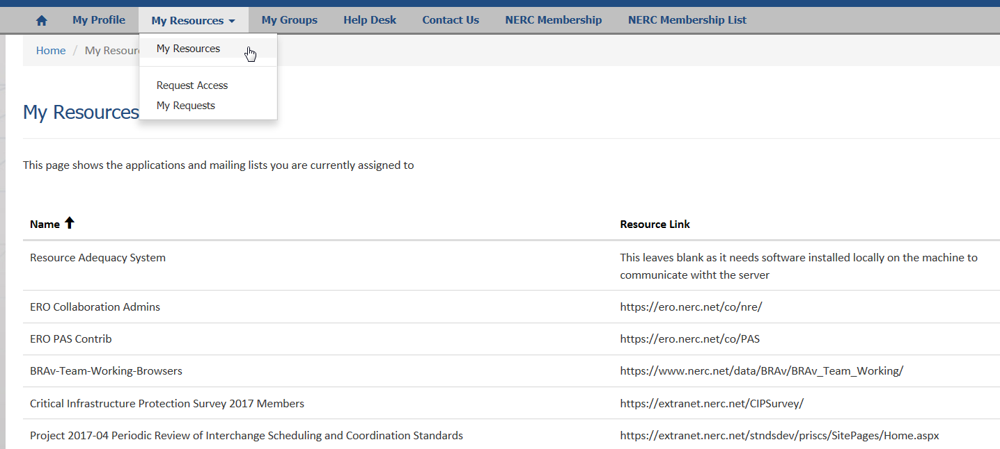 My Profile My Resources My Groups Help Desk Contact Us NERC Membership NERC Membership List
Home / My Resour
My Resources
Request Access
My Requests
My Resources
This page shows the applications and mailing lists you are currently assigned to
Name Resource Link
Resource Adequacy System This leaves blank as it needs software installed locally on the machine to
communicate witht the server
ERO Collaboration Admins https://ero.nerc.net/co/nre/
ERO PAS Contrib https://ero.nerc.net/co/PAS
BRAv-Team-Working-Browsers https://www.nerc.net/data/BRAv/BRAv_Team_Working/
Critical Infrastructure Protection Survey 2017 Members https://extranet.nerc.net/CIPSurvey/
Project 2017-04 Periodic Review of Interchange Scheduling and Coordination Standards https://extranet.nerc.net/stndsdev/priscs/SitePages/Home.aspx